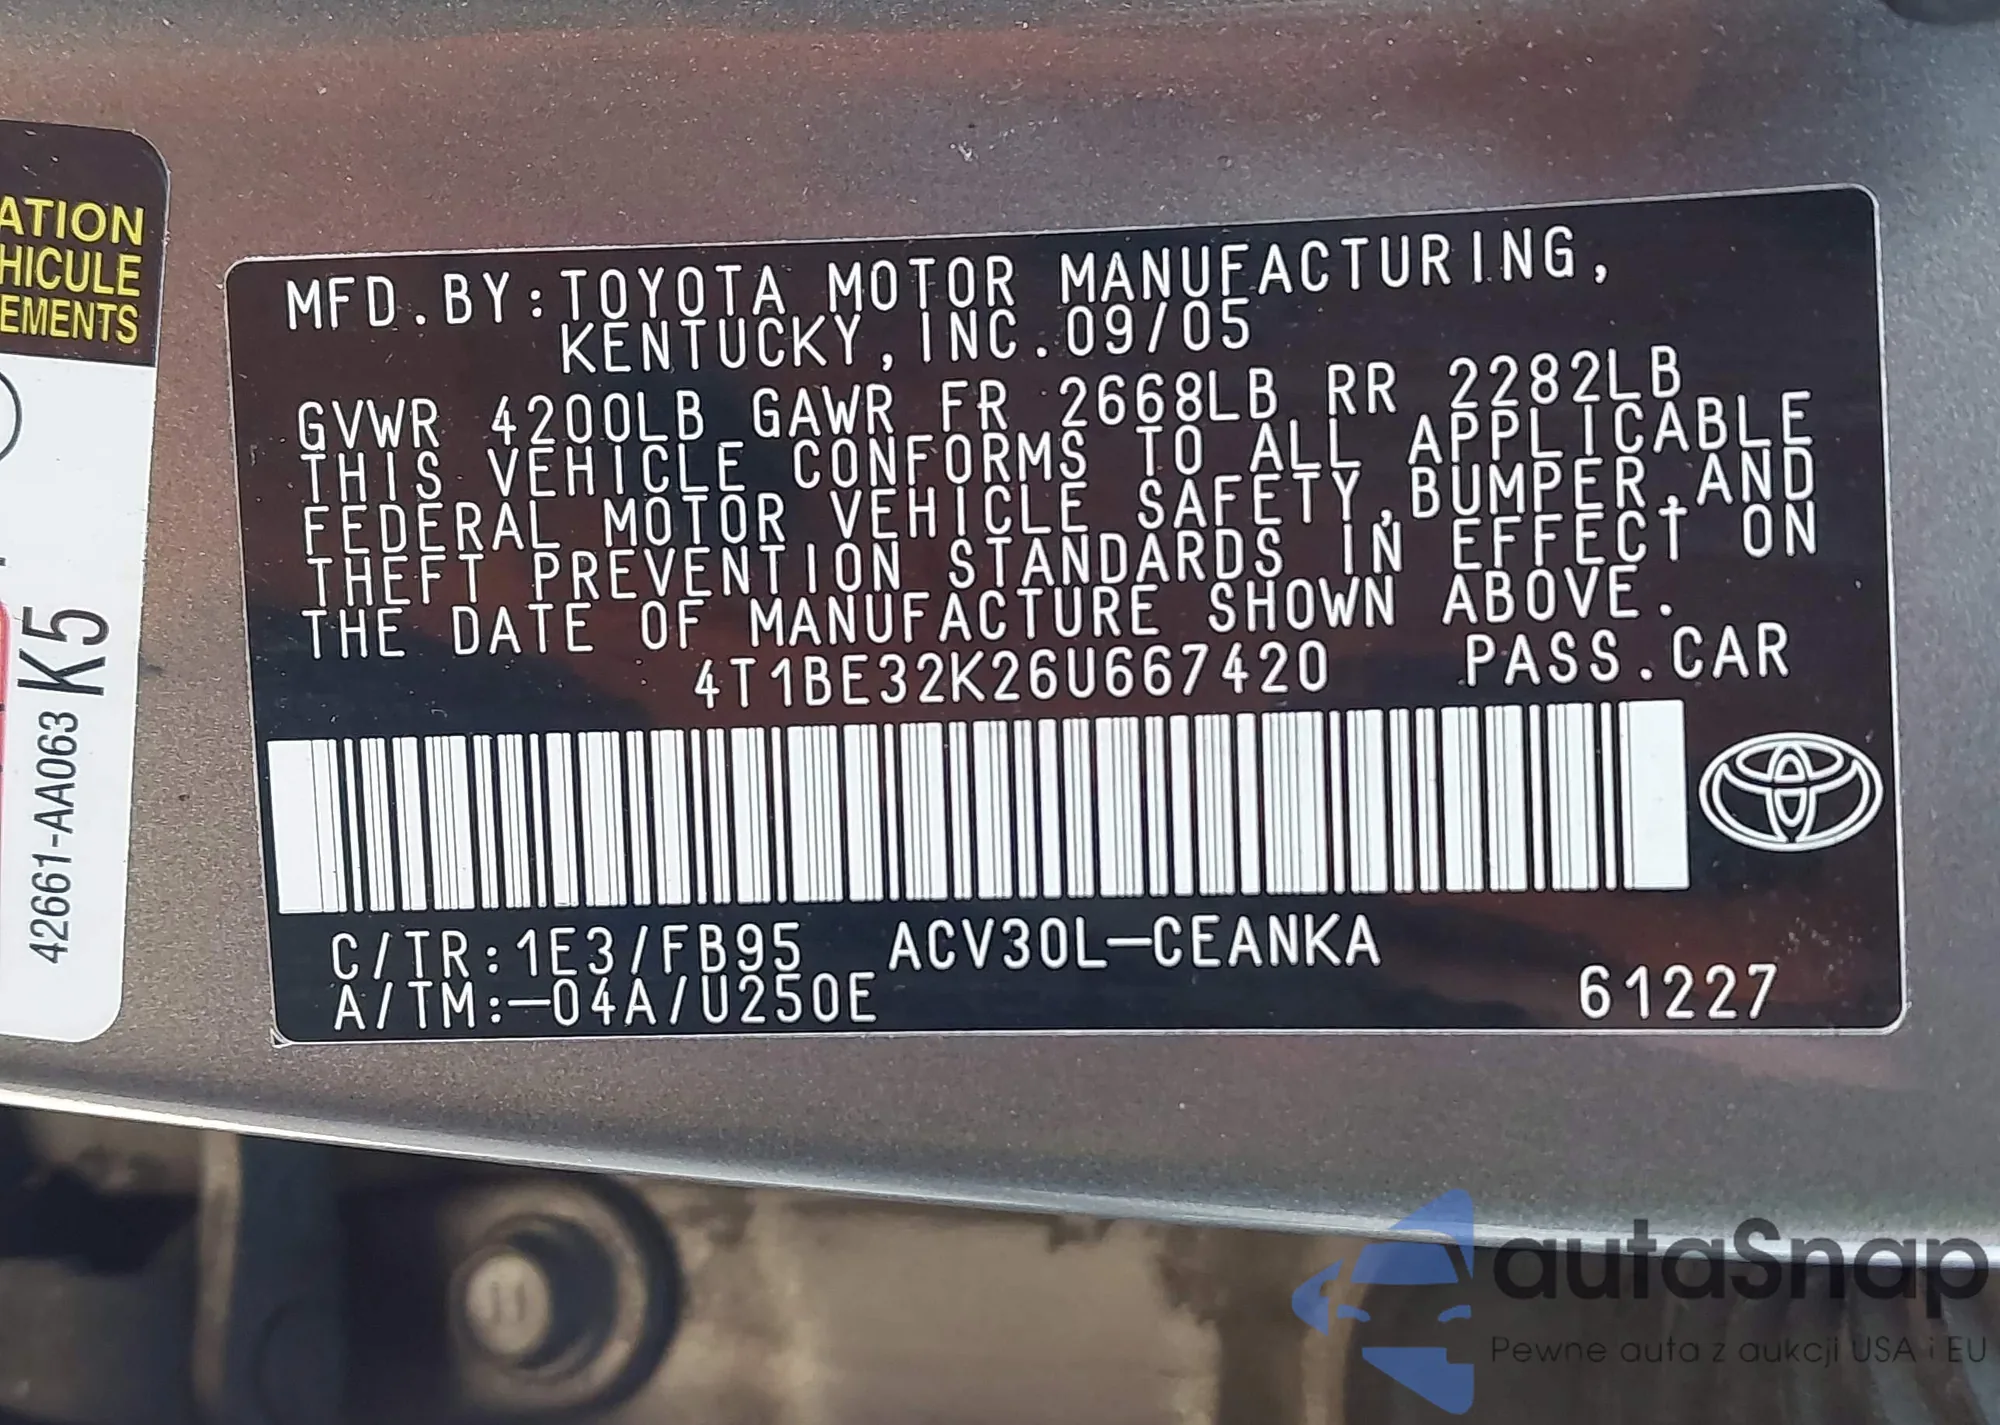 ATION
HICULE
EMENTS
K5
42661-AA063
MFD.BY:TOYOTA MOTOR MANUFACTURING,
KENTUCKY,INC.09/05
GVWR 4200LB GAWR FR 2668LB RR 2282LB
THIS VEHICLE CONFORMS TO ALL APPLICABLE
FEDERAL MOTOR VEHICLE SAFETY,BUMPER,AND
THEFT PREVENTION STANDARDS IN EFFECT ON
THE DATE OF MANUFACTURE SHOWN ABOVE.
4T1BE32K26U667420 PASS.CAR
C/TR:1E3/FB95 ACV30L-CEANKA
A/TM:-04A/U250E 61227
autaSnap
Pewne auta z aukcji USA i EU